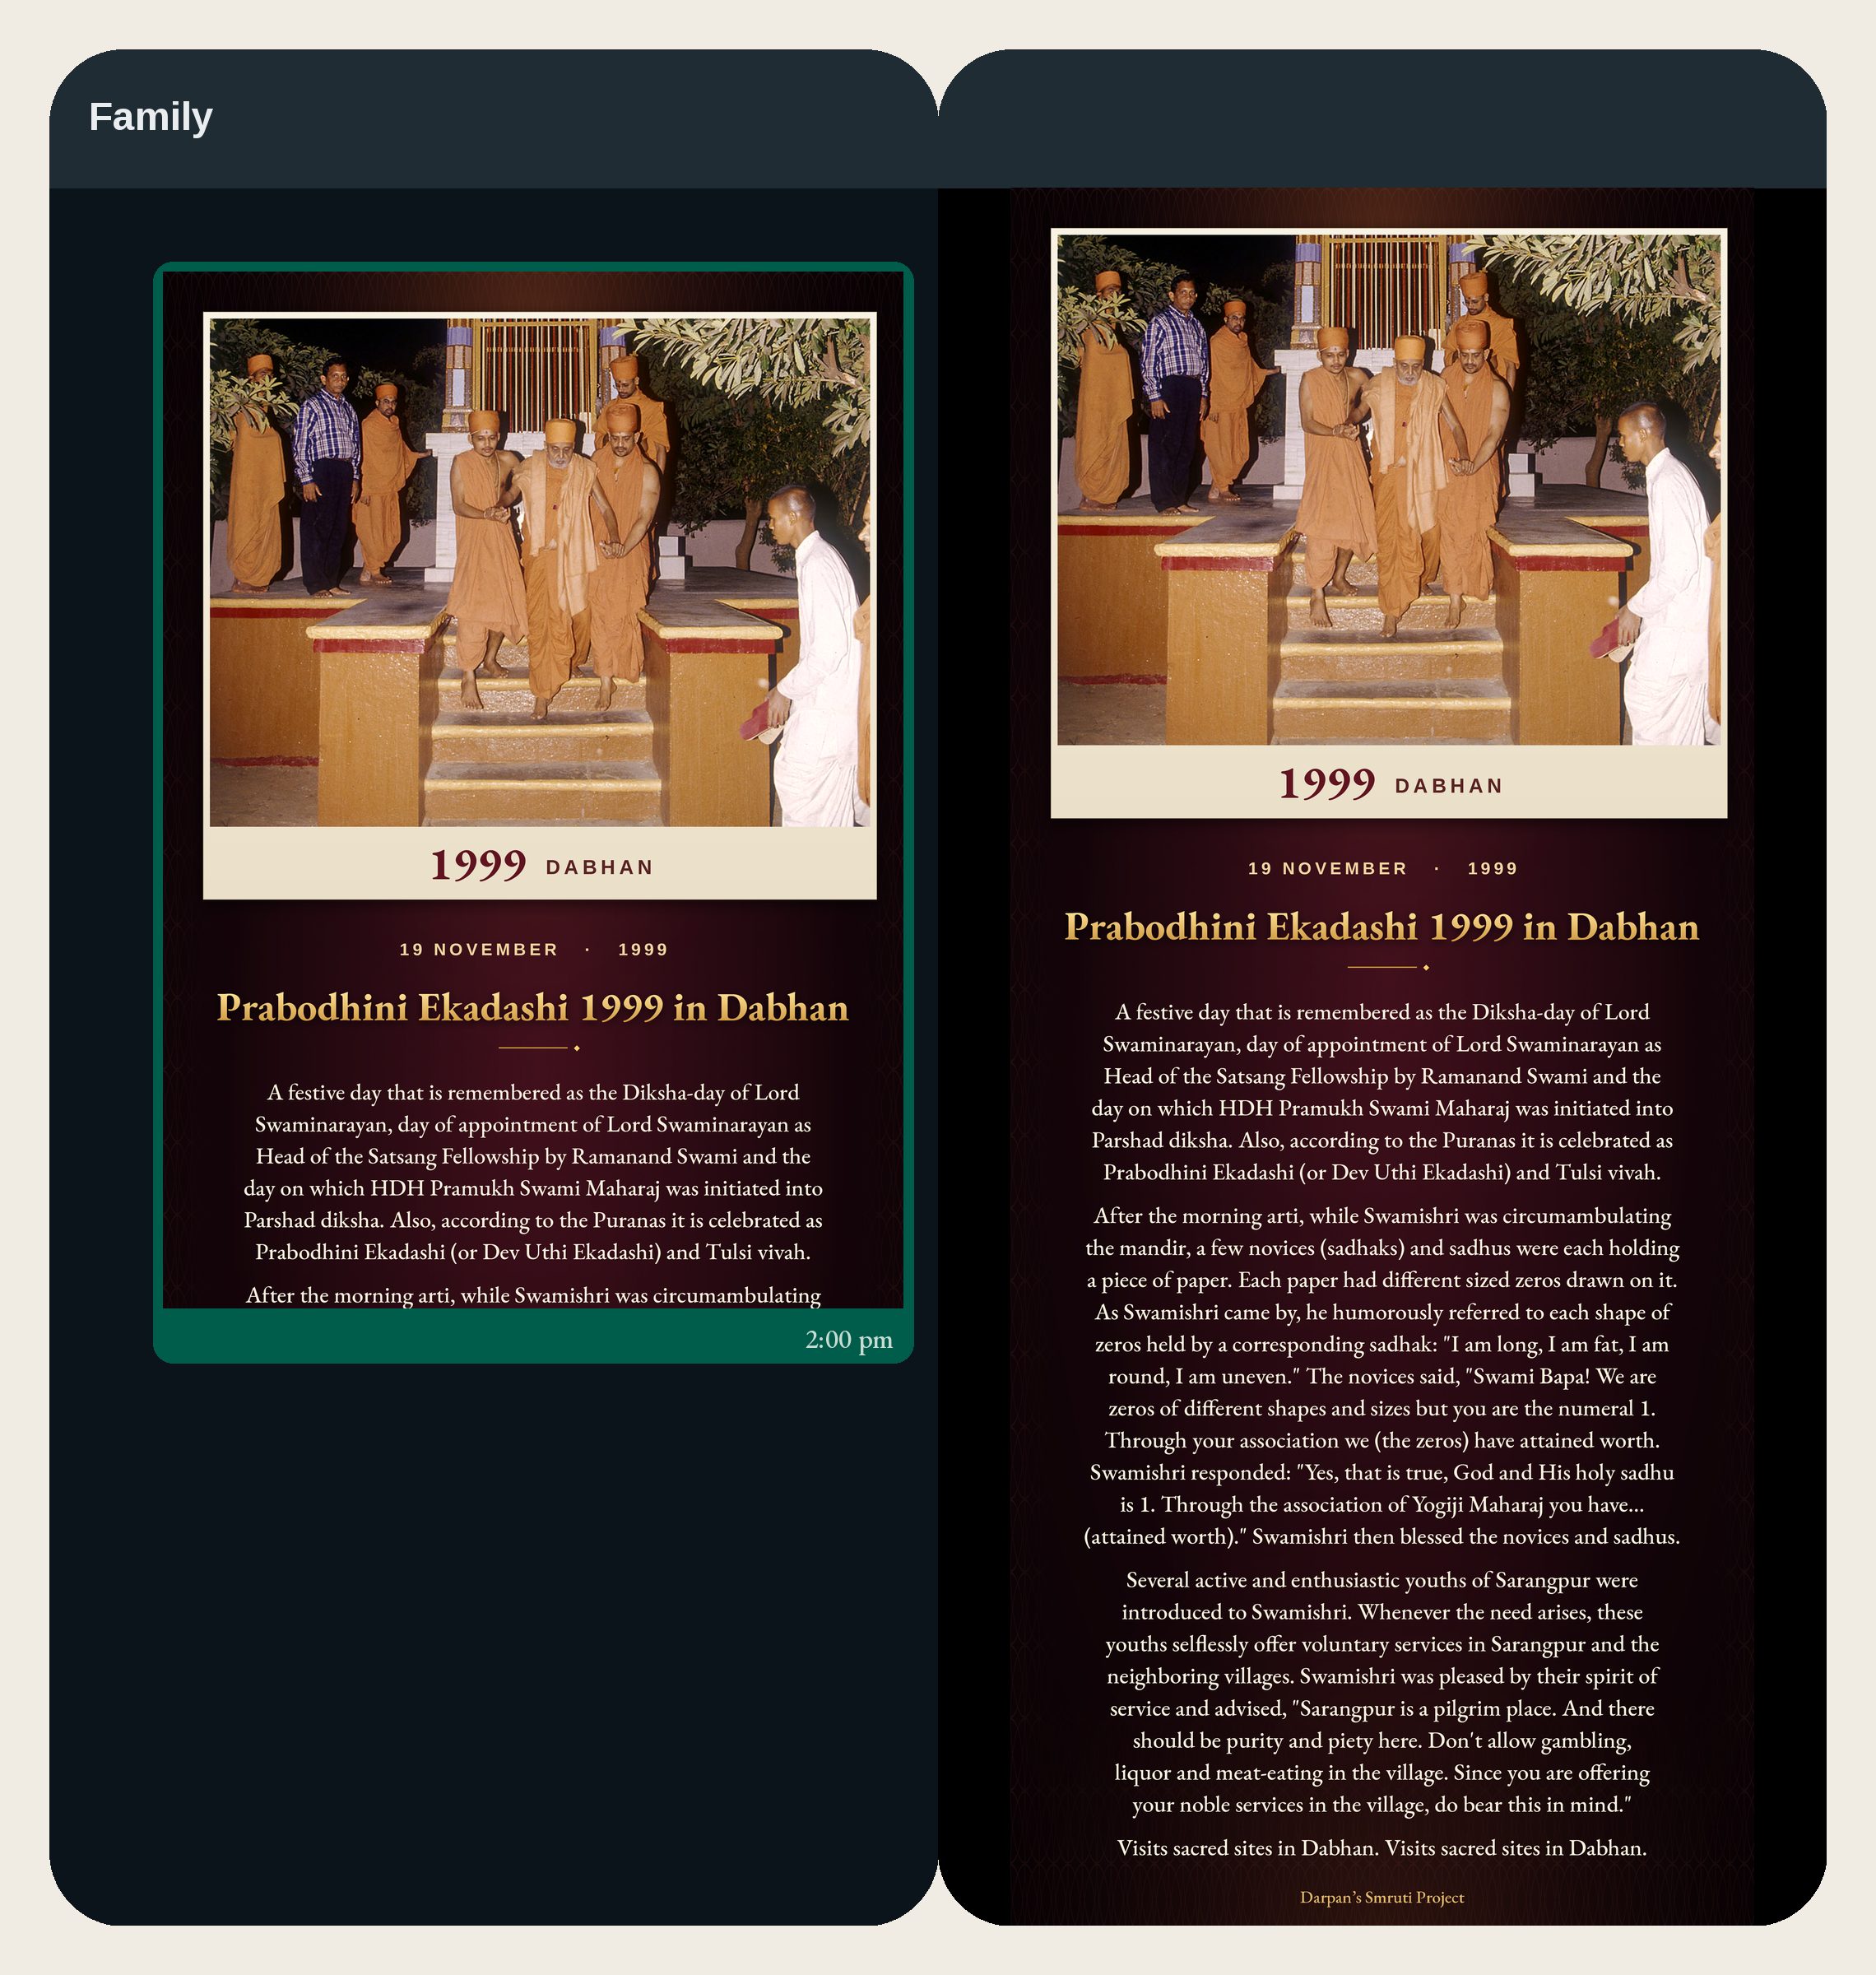 Family
1999 DABHAN
19 NOVEMBER · 1999
Prabodhini Ekadashi 1999 in Dabhan
A festive day that is remembered as the Diksha-day of Lord
Swaminarayan, day of appointment of Lord Swaminarayan as
Head of the Satsang Fellowship by Ramanand Swami and the
day on which HDH Pramukh Swami Maharaj was initiated into
Parshad diksha. Also, according to the Puranas it is celebrated as
Prabodhini Ekadashi (or Dev Uthi Ekadashi) and Tulsi vivah.
After the morning arti, while Swamishri was circumambulating
2:00 pm
1999 DABHAN
19 NOVEMBER · 1999
Prabodhini Ekadashi 1999 in Dabhan
A festive day that is remembered as the Diksha-day of Lord
Swaminarayan, day of appointment of Lord Swaminarayan as
Head of the Satsang Fellowship by Ramanand Swami and the
day on which HDH Pramukh Swami Maharaj was initiated into
Parshad diksha. Also, according to the Puranas it is celebrated as
Prabodhini Ekadashi (or Dev Uthi Ekadashi) and Tulsi vivah.
After the morning arti, while Swamishri was circumambulating
the mandir, a few novices (sadhaks) and sadhus were each holding
a piece of paper. Each paper had different sized zeros drawn on it.
As Swamishri came by, he humorously referred to each shape of
zeros held by a corresponding sadhak: "I am long, I am fat, I am
round, I am uneven." The novices said, "Swami Bapa! We are
zeros of different shapes and sizes but you are the numeral 1.
Through your association we (the zeros) have attained worth.
Swamishri responded: "Yes, that is true, God and His holy sadhu
is 1. Through the association of Yogiji Maharaj you have...
(attained worth)." Swamishri then blessed the novices and sadhus.
Several active and enthusiastic youths of Sarangpur were
introduced to Swamishri. Whenever the need arises, these
youths selflessly offer voluntary services in Sarangpur and the
neighboring villages. Swamishri was pleased by their spirit of
service and advised, "Sarangpur is a pilgrim place. And there
should be purity and piety here. Don't allow gambling,
liquor and meat-eating in the village. Since you are offering
your noble services in the village, do bear this in mind."
Visits sacred sites in Dabhan. Visits sacred sites in Dabhan.
Darpan’s Smruti Project